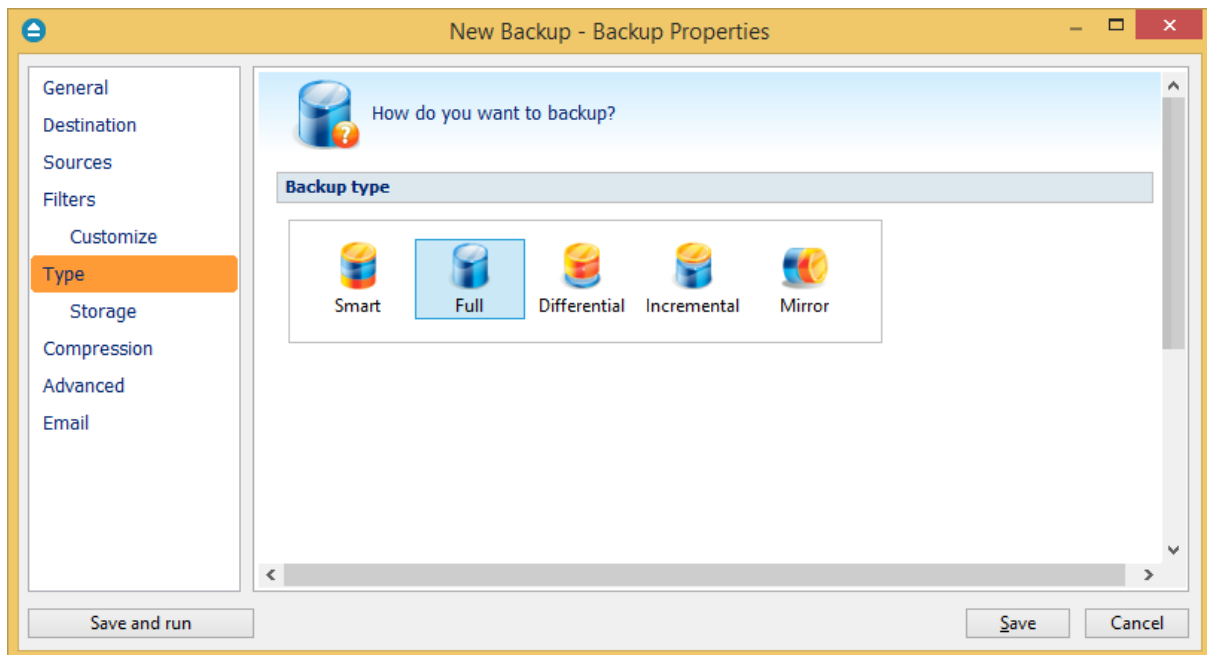 New Backup - Backup Properties
General
Destination
Sources
Filters
Customize
Type
Storage
Compression
Advanced
Email
How do you want to backup?
Backup type
Smart
Full
Differential
Incremental
Mirror
Save and run
Save
Cancel